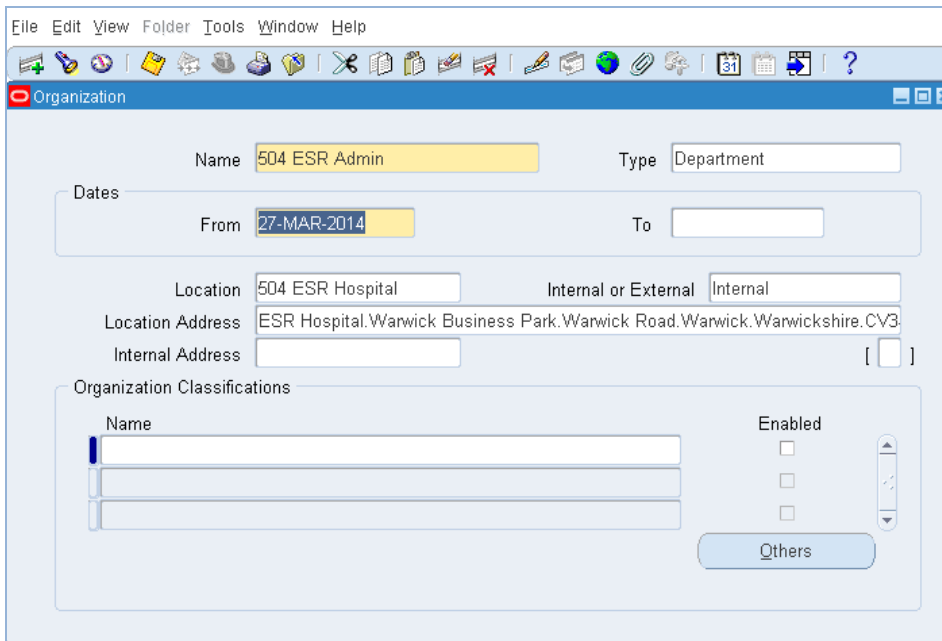 File Edit View Folder Tools Window Help
31
?
Organization
Name 504 ESR Admin Type Department
Dates
From 27-MAR-2014 To
Location 504 ESR Hospital Internal or External Internal
Location Address ESR Hospital.Warwick Business Park.Warwick Road.Warwick.Warwickshire.CV3
Internal Address [ ]
Organization Classifications
Name Enabled
Others